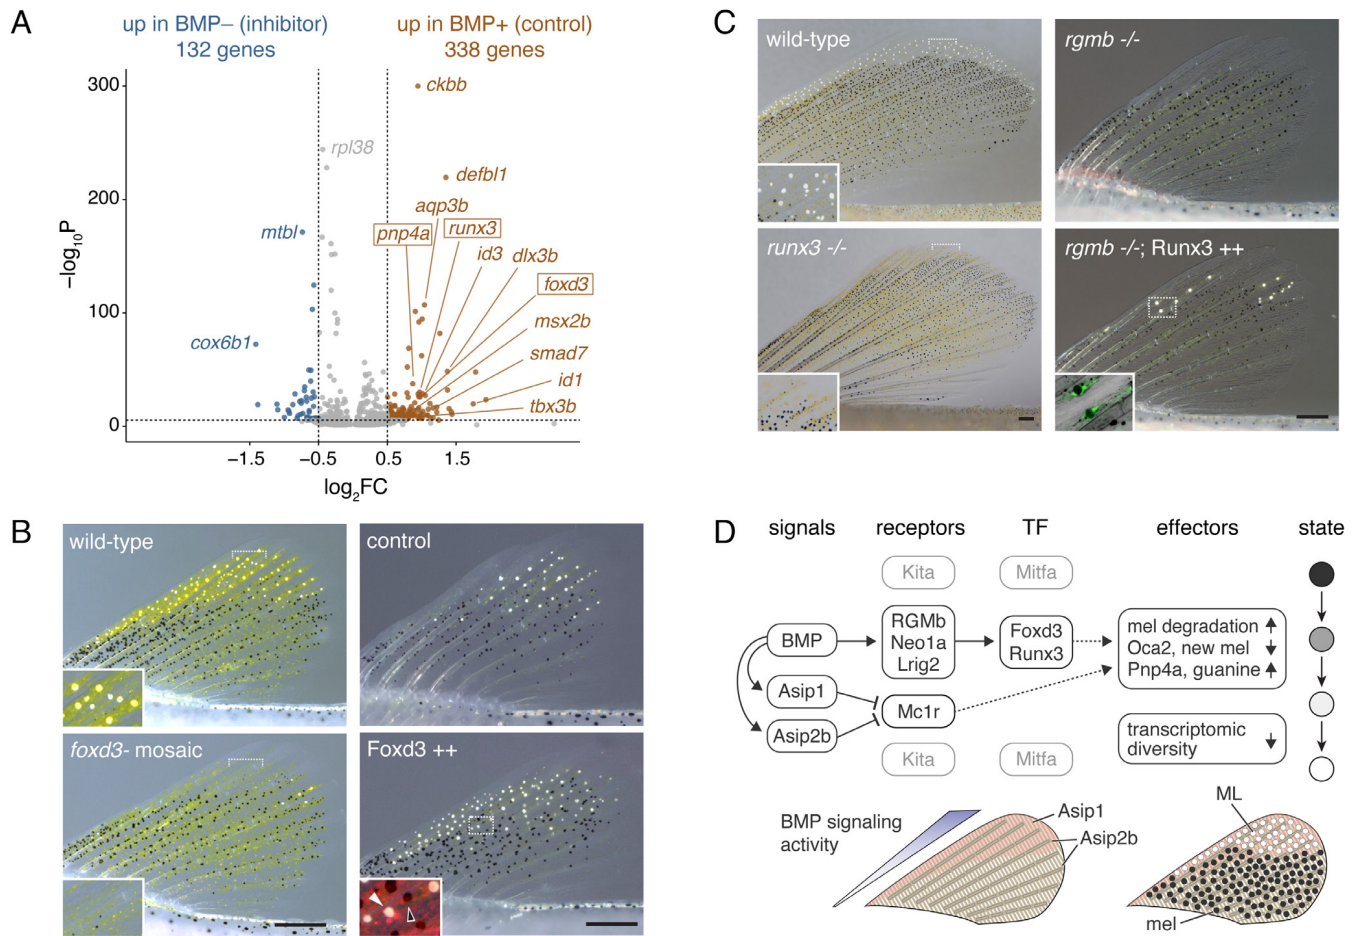 A
up in BMP− (inhibitor)
132 genes
up in BMP+ (control)
338 genes
−log10P
300
200
100
0
−1.5
−0.5
0.5
1.5
log2FC
ckbb
rpl38
defbl1
aqp3b
pnp4a
runx3
mtbl
id3
dlx3b
foxd3
msx2b
cox6b1
smad7
id1
tbx3b
B
wild-type
control
foxd3- mosaic
Foxd3 ++
C
wild-type
rgmb -/-
runx3 -/-
rgmb -/-; Runx3 ++
D
signals
receptors
TF
effectors
state
Kita
Mitfa
BMP
RGMb
Neo1a
Lrig2
Foxd3
Runx3
mel degradation
Oca2, new mel
Pnp4a, guanine
Asip1
Mc1r
Asip2b
transcriptomic
diversity
Kita
Mitfa
BMP signaling
activity
Asip1
Asip2b
ML
mel